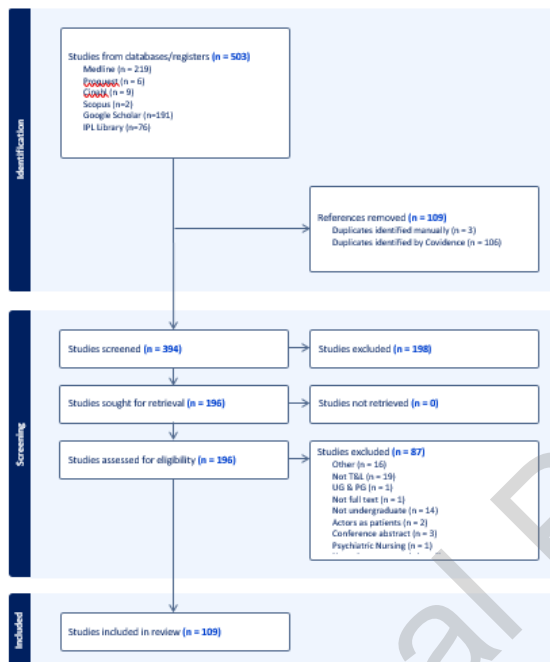 Identification
Studies from databases/registers (n = 503)
Medline (n = 219)
Proquest (n = 6)
Cinahl (n = 9)
Scopus (n=2)
Google Scholar (n=191)
IPL Library (n=76)
References removed (n = 109)
Duplicates identified manually (n = 3)
Duplicates identified by Covidence (n = 106)
Screening
Studies screened (n = 394)
Studies excluded (n = 198)
Studies sought for retrieval (n = 196)
Studies not retrieved (n = 0)
Studies assessed for eligibility (n = 196)
Studies excluded (n = 87)
Other (n = 16)
Not T&L (n = 19)
UG & PG (n = 1)
Not full text (n = 1)
Not undergraduate (n = 14)
Actors as patients (n = 2)
Conference abstract (n = 3)
Psychiatric Nursing (n = 1)
Included
Studies included in review (n = 109)
al P